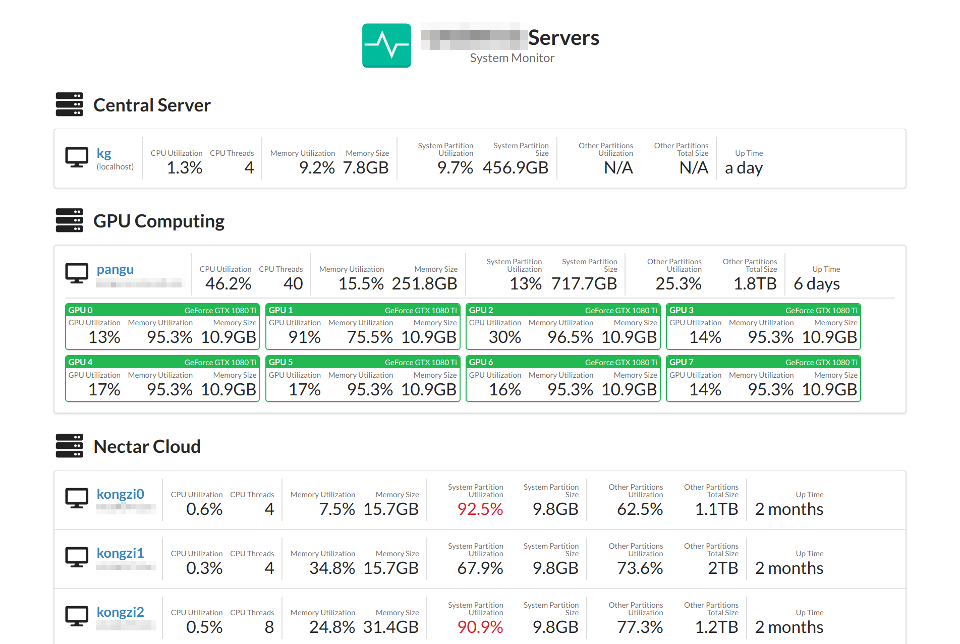 Servers
System Monitor
Central Server
kg
(localhost)
CPU Utilization CPU Threads Memory Utilization Memory Size System Partition Utilization System Partition Size Other Partitions Utilization Other Partitions Total Size Up Time
1.3% 4 9.2% 7.8GB 9.7% 456.9GB N/A N/A a day
GPU Computing
pangu
CPU Utilization CPU Threads Memory Utilization Memory Size System Partition Utilization System Partition Size Other Partitions Utilization Other Partitions Total Size Up Time
46.2% 40 15.5% 251.8GB 13% 717.7GB 25.3% 1.8TB 6 days
GPU 0 GeForce GTX 1080 Ti GPU 1 GeForce GTX 1080 Ti GPU 2 GeForce GTX 1080 Ti GPU 3 GeForce GTX 1080 Ti
GPU Utilization Memory Utilization Memory Size GPU Utilization Memory Utilization Memory Size GPU Utilization Memory Utilization Memory Size GPU Utilization Memory Utilization Memory Size
13% 95.3% 10.9GB 91% 75.5% 10.9GB 30% 96.5% 10.9GB 14% 95.3% 10.9GB
GPU 4 GeForce GTX 1080 Ti GPU 5 GeForce GTX 1080 Ti GPU 6 GeForce GTX 1080 Ti GPU 7 GeForce GTX 1080 Ti
GPU Utilization Memory Utilization Memory Size GPU Utilization Memory Utilization Memory Size GPU Utilization Memory Utilization Memory Size GPU Utilization Memory Utilization Memory Size
17% 95.3% 10.9GB 17% 95.3% 10.9GB 16% 95.3% 10.9GB 14% 95.3% 10.9GB
Nectar Cloud
kongzi0
CPU Utilization CPU Threads Memory Utilization Memory Size System Partition Utilization System Partition Size Other Partitions Utilization Other Partitions Total Size Up Time
0.6% 4 7.5% 15.7GB 92.5% 9.8GB 62.5% 1.1TB 2 months
kongzi1
CPU Utilization CPU Threads Memory Utilization Memory Size System Partition Utilization System Partition Size Other Partitions Utilization Other Partitions Total Size Up Time
0.3% 4 34.8% 15.7GB 67.9% 9.8GB 73.6% 2TB 2 months
kongzi2
CPU Utilization CPU Threads Memory Utilization Memory Size System Partition Utilization System Partition Size Other Partitions Utilization Other Partitions Total Size Up Time
0.5% 8 24.8% 31.4GB 90.9% 9.8GB 77.3% 1.2TB 2 months